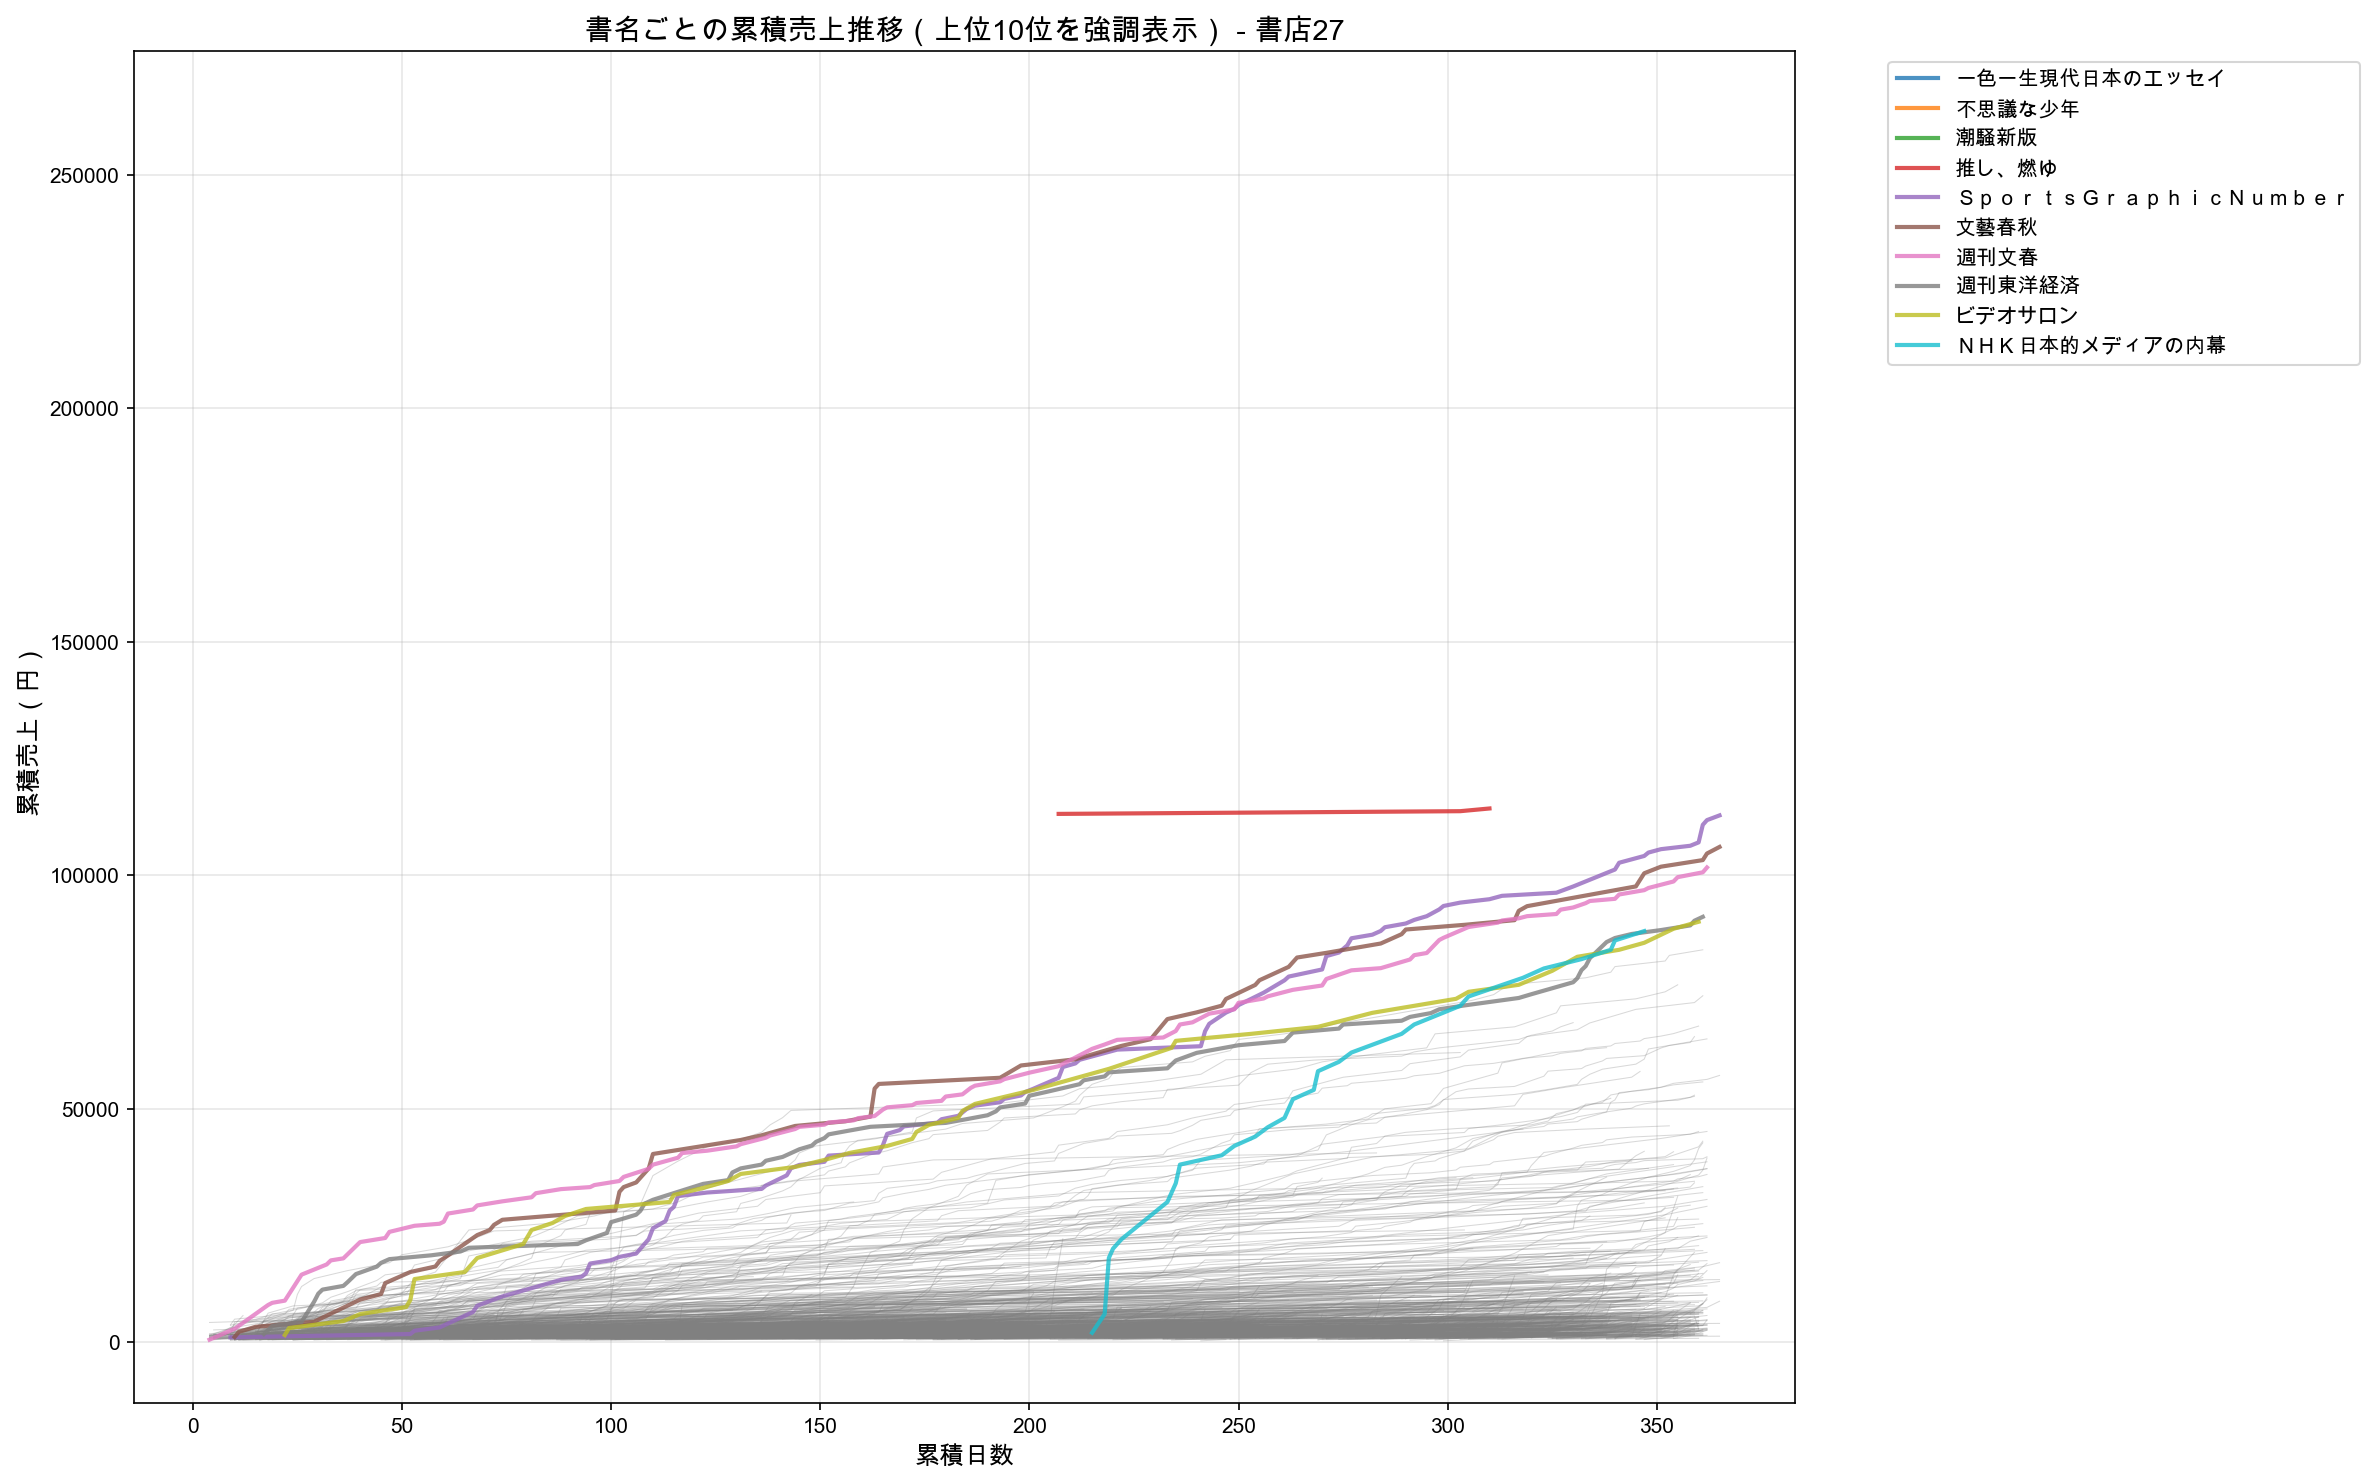 書名ごとの累積売上推移（上位10位を強調表示） - 書店27
一色一生現代日本のエッセイ
不思議な少年
潮騒新版
推し、燃ゆ
ＳｐｏｒｔｓＧｒａｐｈｉｃＮｕｍｂｅｒ
文藝春秋
週刊文春
週刊東洋経済
ビデオサロン
ＮＨＫ日本的メディアの内幕
250000
200000
150000
100000
50000
0
累積売上（円）
0 50 100 150 200 250 300 350
累積日数